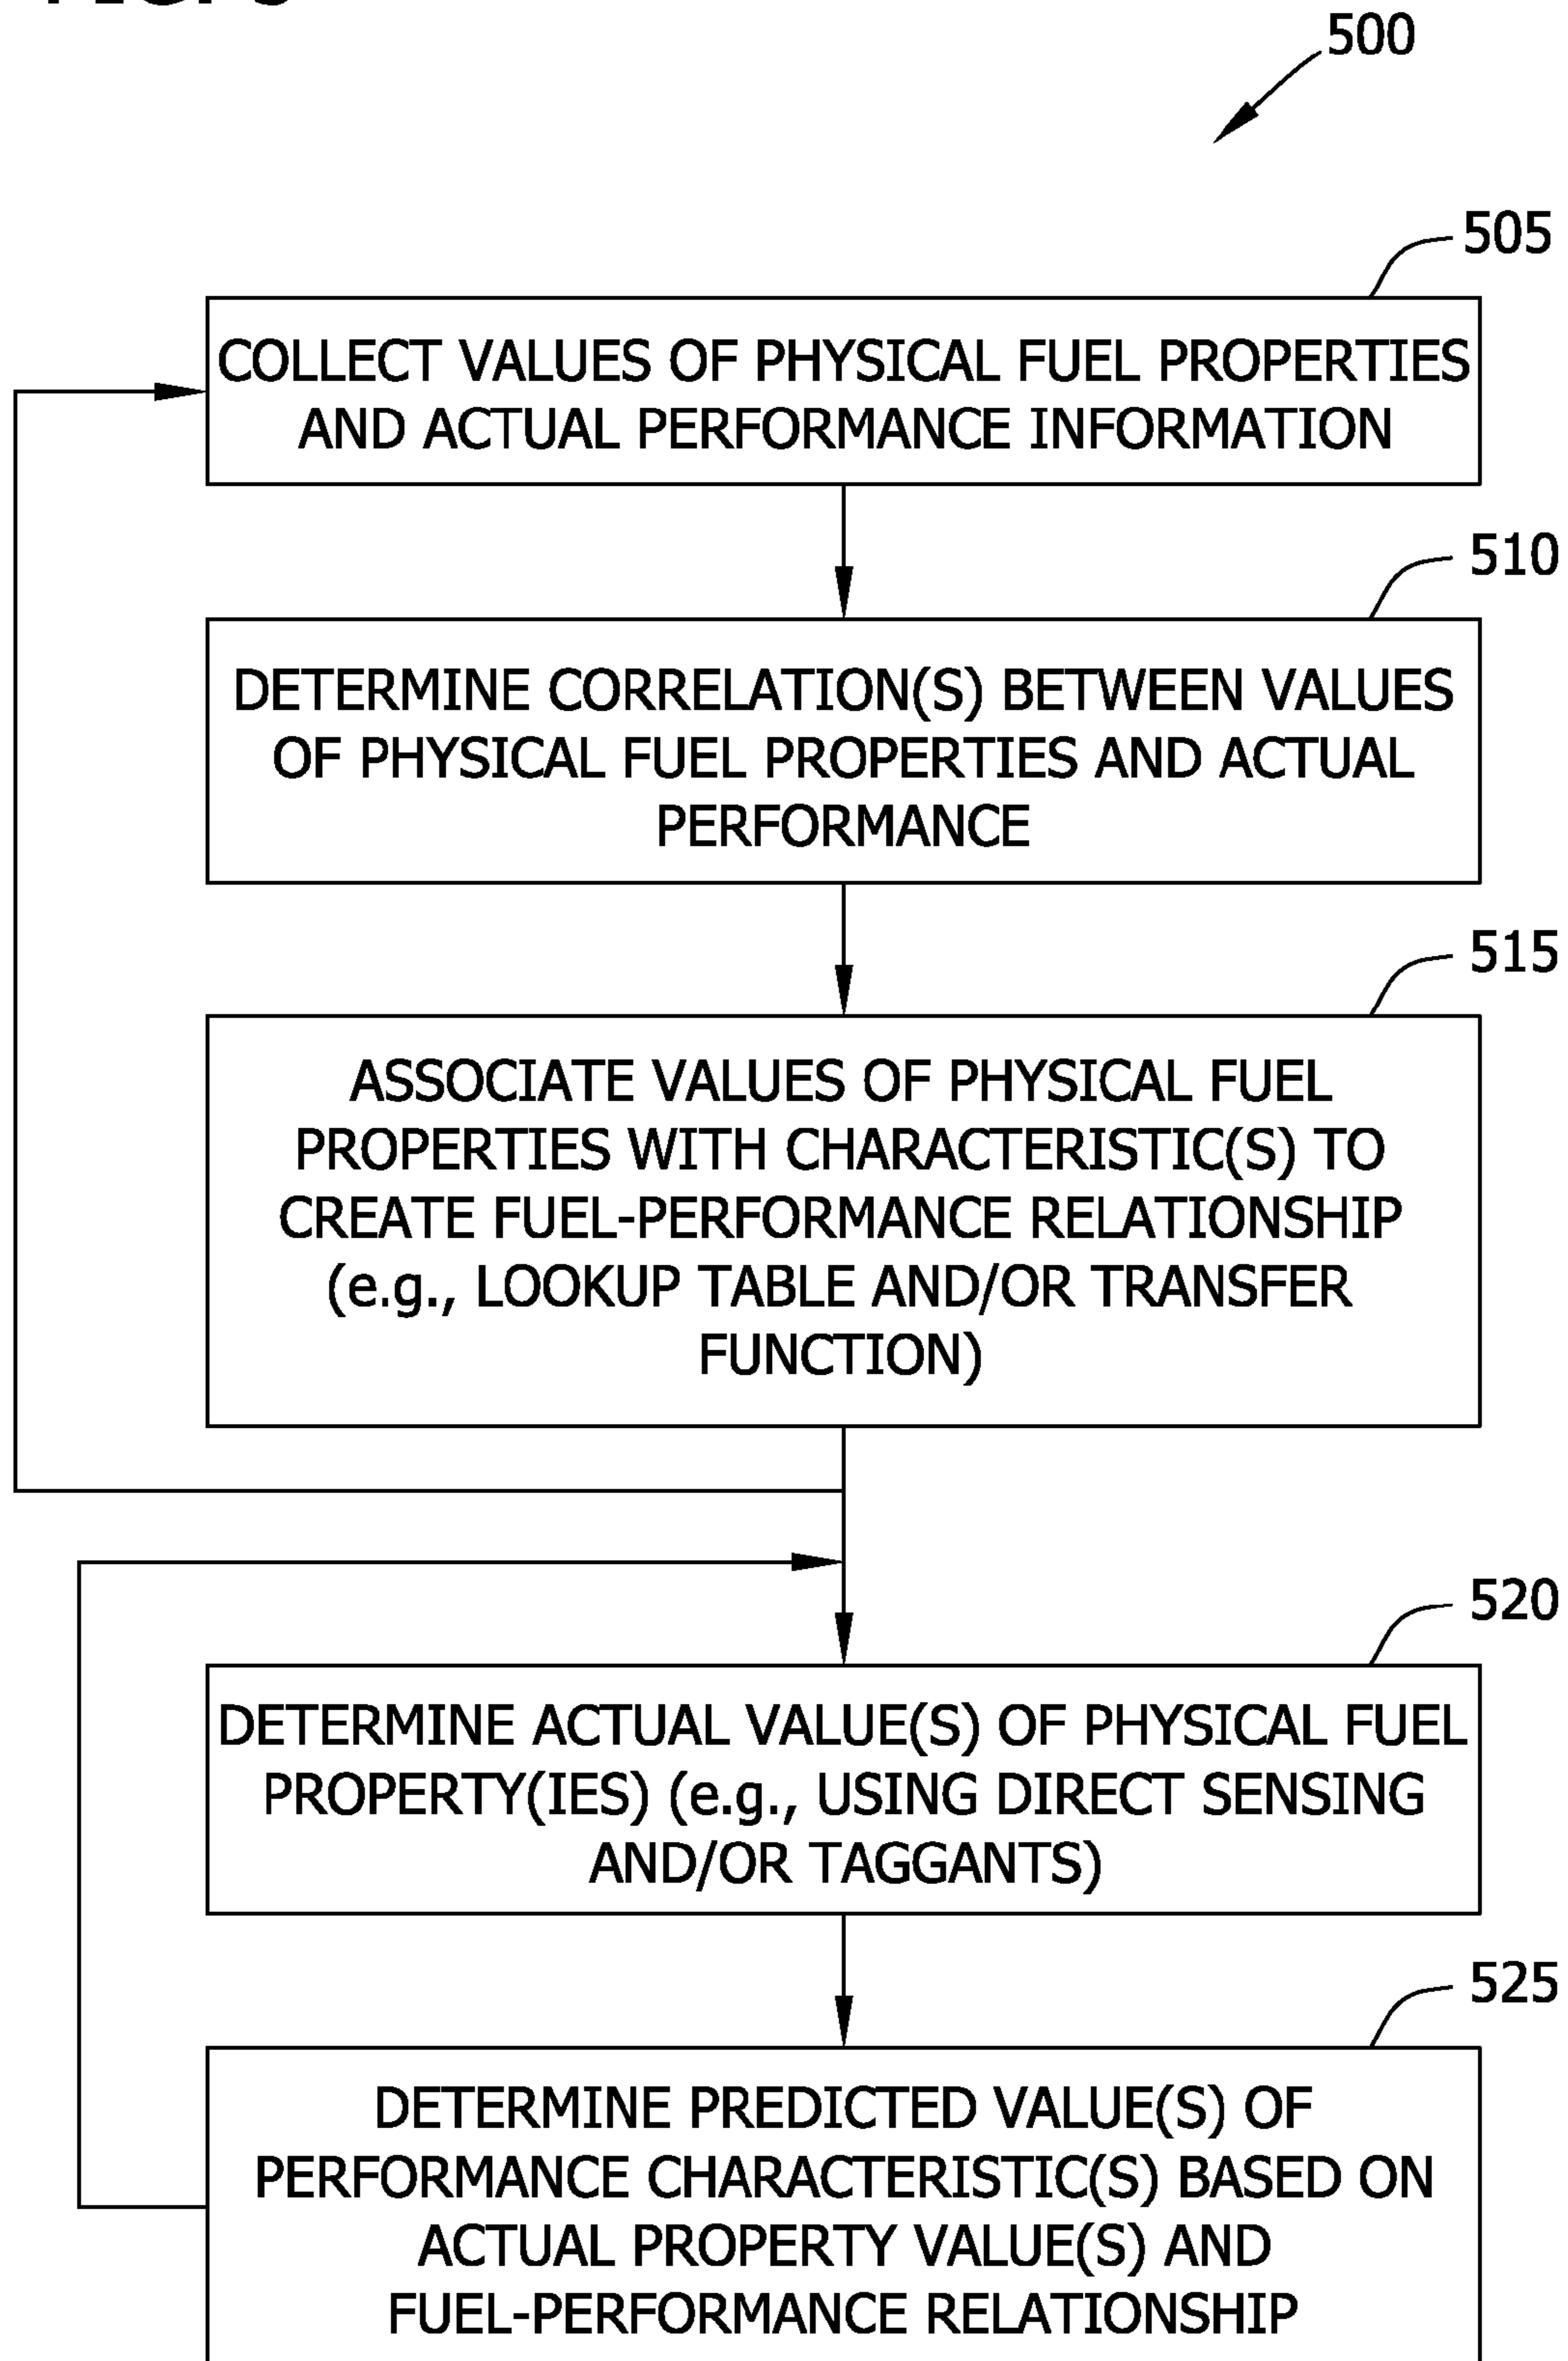 500
505
COLLECT VALUES OF PHYSICAL FUEL PROPERTIES
AND ACTUAL PERFORMANCE INFORMATION
510
DETERMINE CORRELATION(S) BETWEEN VALUES
OF PHYSICAL FUEL PROPERTIES AND ACTUAL
PERFORMANCE
515
ASSOCIATE VALUES OF PHYSICAL FUEL
PROPERTIES WITH CHARACTERISTIC(S) TO
CREATE FUEL-PERFORMANCE RELATIONSHIP
(e.g., LOOKUP TABLE AND/OR TRANSFER
FUNCTION)
520
DETERMINE ACTUAL VALUE(S) OF PHYSICAL FUEL
PROPERTY(IES) (e.g., USING DIRECT SENSING
AND/OR TAGGANTS)
525
DETERMINE PREDICTED VALUE(S) OF
PERFORMANCE CHARACTERISTIC(S) BASED ON
ACTUAL PROPERTY VALUE(S) AND
FUEL-PERFORMANCE RELATIONSHIP